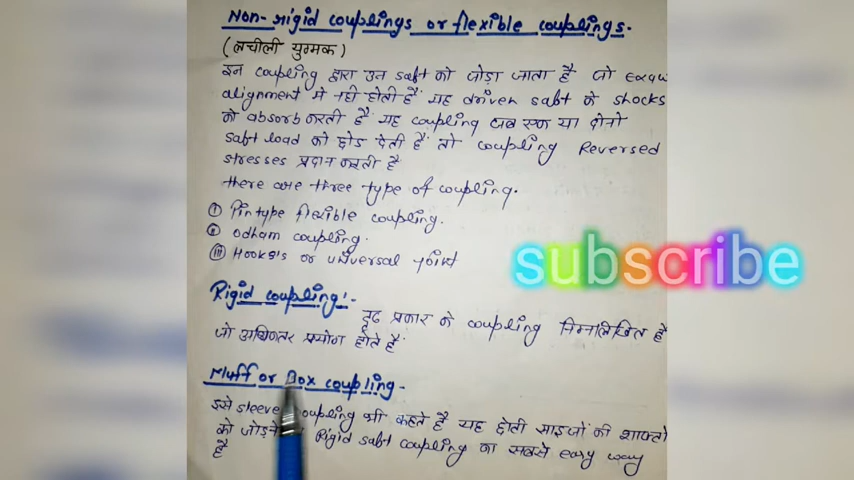 Non-rigid couplings or flexible couplings.
(लचीली युग्मक)
इन coupling द्वारा उन saft को जोड़ा जाता है जो exact
alignment मे नही होती है यह driven saft के shocks
को absorb करती है यह coupling जब एक या दोनो
saft load को छोड देती है तो coupling Reversed
stresses प्रदान करती है
there are three type of coupling.
(i) Pin type flexible coupling.
(ii) odham coupling.
(iii) Hooks's or universal joint
subscribe
Rigid coupling:-
दृढ प्रकार के coupling निम्नलिखित है
जो अधिकतर प्रयोग होते है
Muff or Box coupling-
इसे sleeve coupling भी कहते है यह छोटी साइजो की शाफ्तो
को जोड़ने Rigid saft coupling का सबसे easy way
है